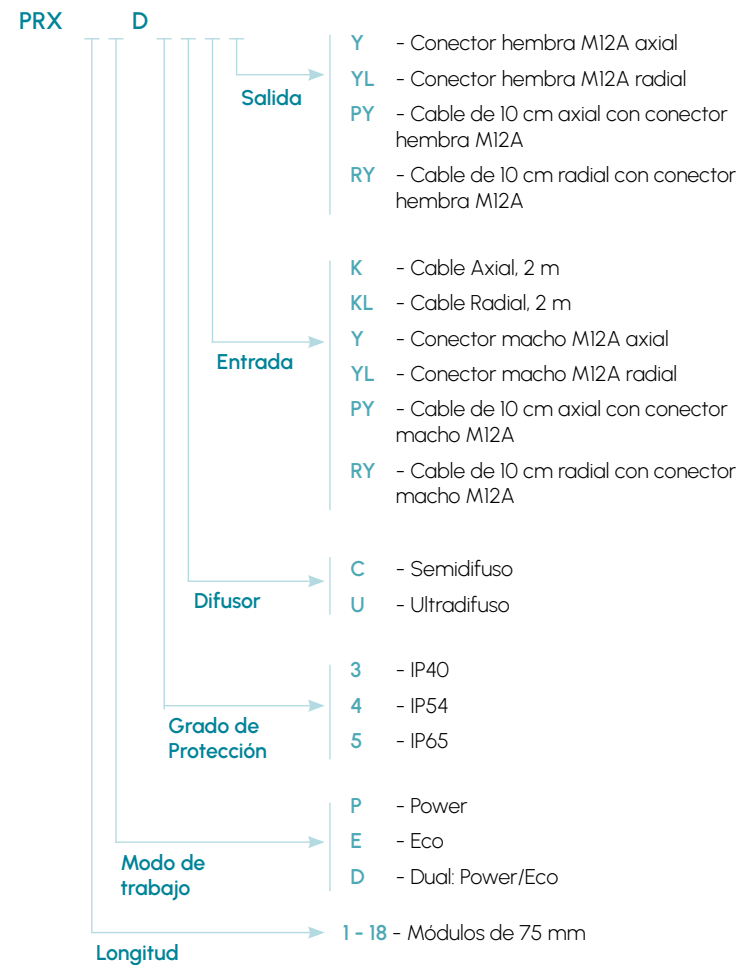 PRX D
Y - Conector hembra M12A axial
YL - Conector hembra M12A radial
Salida
PY - Cable de 10 cm axial con conector
hembra M12A
RY - Cable de 10 cm radial con conector
hembra M12A
K - Cable Axial, 2 m
KL - Cable Radial, 2 m
Y - Conector macho M12A axial
Entrada
YL - Conector macho M12A radial
PY - Cable de 10 cm axial con conector
macho M12A
RY - Cable de 10 cm radial con conector
macho M12A
C - Semidifuso
Difusor
U - Ultradifuso
3 - IP40
4 - IP54
Grado de
Protección
5 - IP65
P - Power
E - Eco
Modo de
trabajo
D - Dual: Power/Eco
1 - 18 - Módulos de 75 mm
Longitud